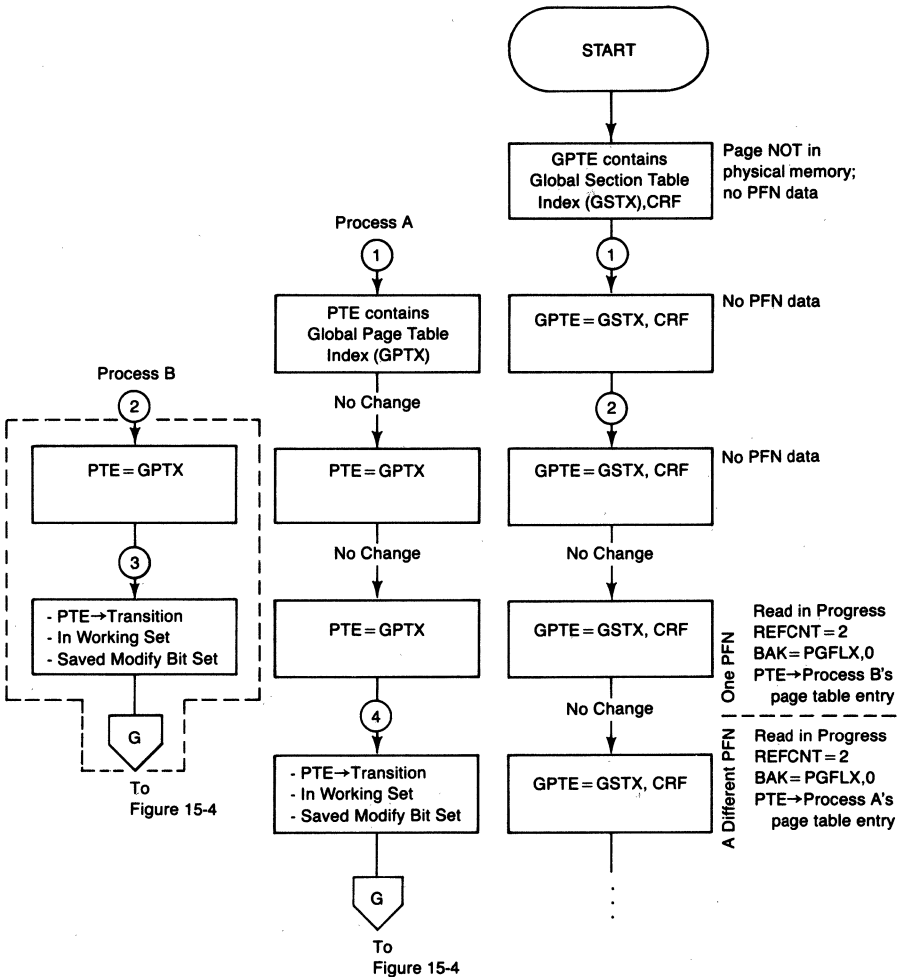 START
GPTE contains
Global Section Table
Index (GSTX),CRF
Page NOT in
physical memory;
no PFN data
Process A
1
1
PTE contains
Global Page Table
Index (GPTX)
GPTE=GSTX, CRF
No PFN data
Process B
No Change
2
2
PTE=GPTX
PTE=GPTX
GPTE=GSTX, CRF
No PFN data
3
No Change
No Change
- PTE→Transition
- In Working Set
- Saved Modify Bit Set
PTE=GPTX
GPTE=GSTX, CRF
One PFN
Read in Progress
REFCNT=2
BAK=PGFLX,0
PTE→Process B's
page table entry
G
To
Figure 15-4
4
No Change
- PTE→Transition
- In Working Set
- Saved Modify Bit Set
GPTE=GSTX, CRF
A Different PFN
Read in Progress
REFCNT=2
BAK=PGFLX,0
PTE→Process A's
page table entry
G
To
Figure 15-4